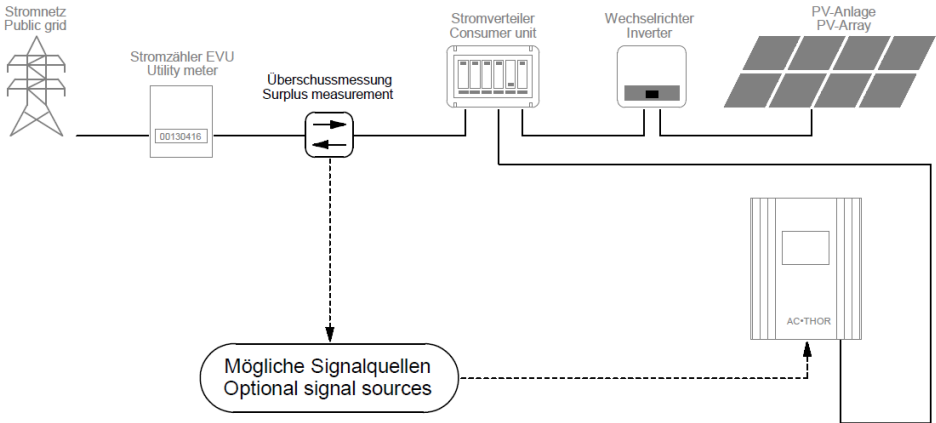 Stromnetz
Public grid
Stromzähler EVU
Utility meter
00130416
Überschussmessung
Surplus measurement
Stromverteiler
Consumer unit
Wechselrichter
Inverter
PV-Anlage
PV-Array
AC•THOR
Mögliche Signalquellen
Optional signal sources